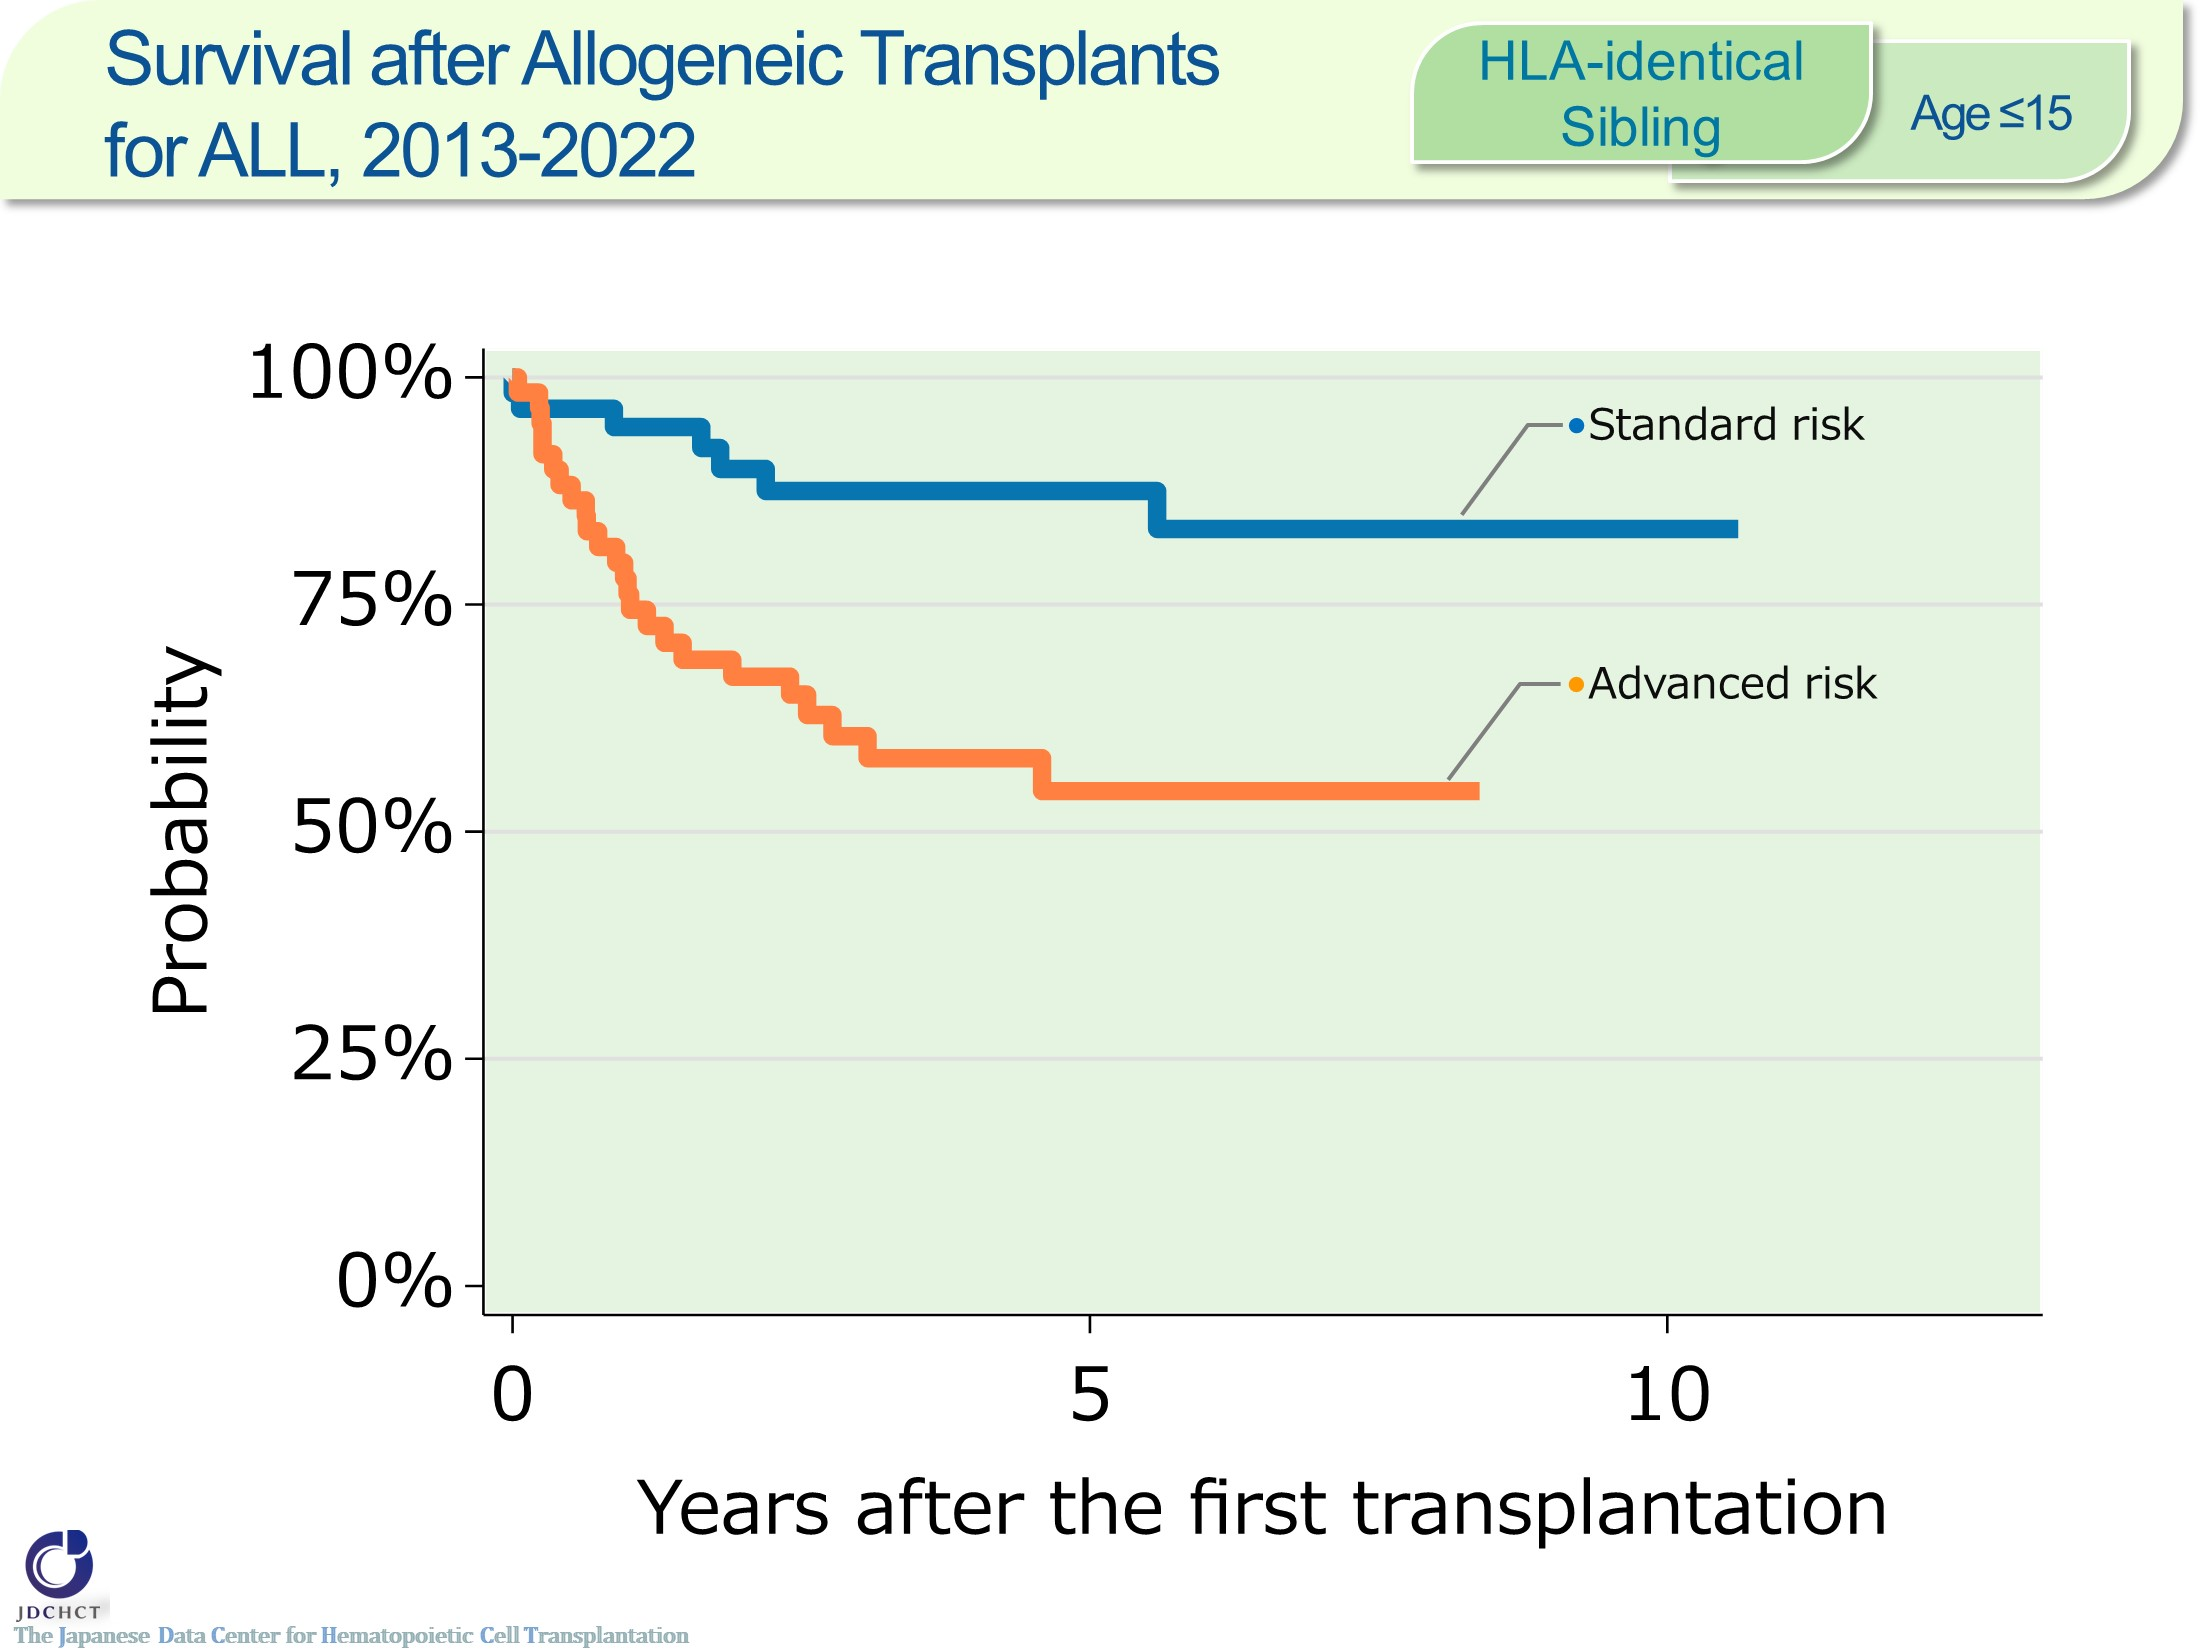 Survival after Allogeneic Transplants
for ALL, 2013-2022
HLA-identical
Sibling
Age ≤15
100%
75%
50%
25%
0%
Probability
Standard risk
Advanced risk
0
5
10
Years after the first transplantation
JDCHCT
The Japanese Data Center for Hematopoietic Cell Transplantation